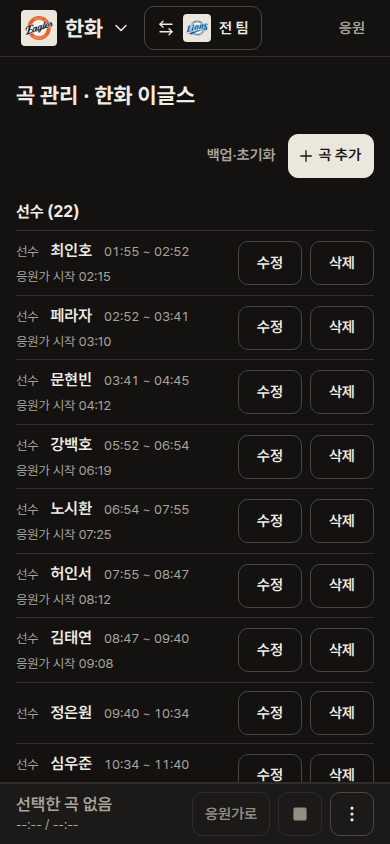 Eagles 한화 Lions 전 팀 응원
곡 관리 · 한화 이글스
백업·초기화 + 곡 추가
선수 (22)
선수 최인호 01:55 ~ 02:52 수정 삭제
응원가 시작 02:15
선수 페라자 02:52 ~ 03:41 수정 삭제
응원가 시작 03:10
선수 문현빈 03:41 ~ 04:45 수정 삭제
응원가 시작 04:12
선수 강백호 05:52 ~ 06:54 수정 삭제
응원가 시작 06:19
선수 노시환 06:54 ~ 07:55 수정 삭제
응원가 시작 07:25
선수 허인서 07:55 ~ 08:47 수정 삭제
응원가 시작 08:12
선수 김태연 08:47 ~ 09:40 수정 삭제
응원가 시작 09:08
선수 정은원 09:40 ~ 10:34 수정 삭제
선수 심우준 10:34 ~ 11:40 수정 삭제
선택한 곡 없음 응원가로
--:-- / --:--